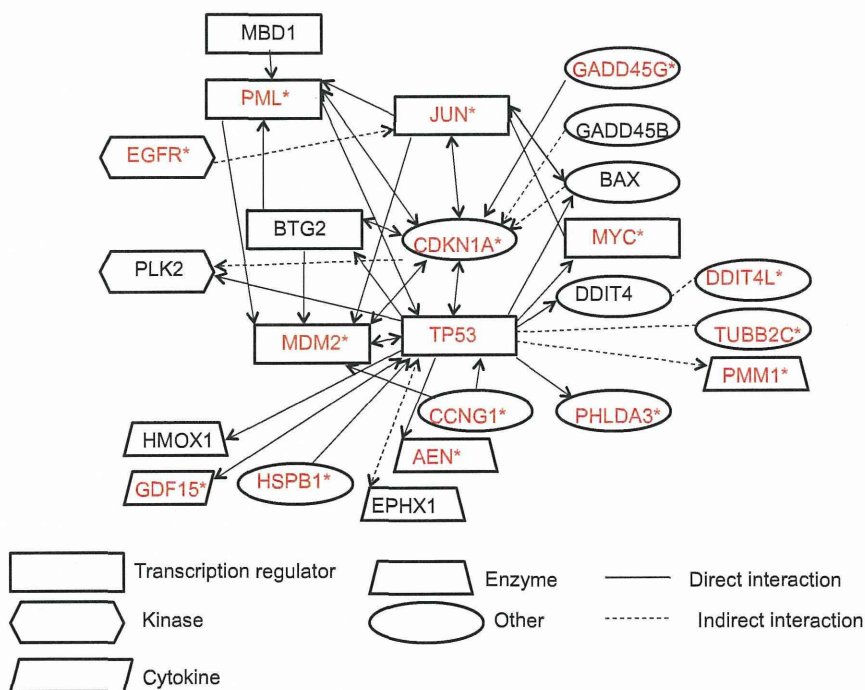 MBD1
PML*
JUN*
GADD45G*
GADD45B
EGFR*
BAX
BTG2
CDKN1A*
MYC*
PLK2
DDIT4
DDIT4L*
MDM2*
TP53
TUBB2C*
PMM1*
CCNG1*
PHLDA3*
HMOX1
AEN*
GDF15*
HSPB1*
EPHX1
Transcription regulator
Enzyme
Direct interaction
Kinase
Other
Indirect interaction
Cytokine